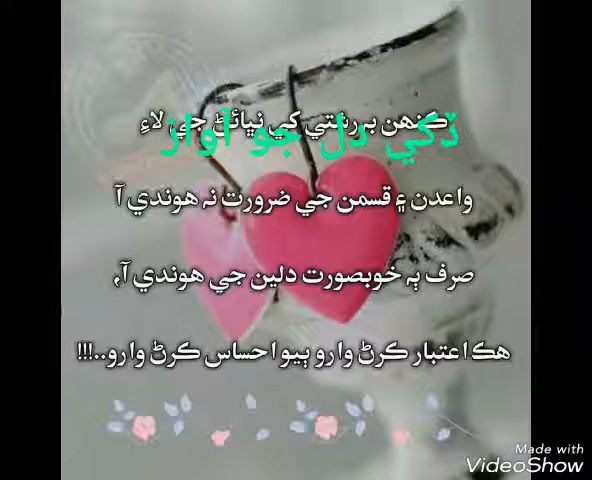 ڪنهن بہ رشتي کي نڀائڻ جي لاءِ
ڏکي دل جو آواز
واعدن ۽ قسمن جي ضرورت نہ هوندي آ
صرف ٻہ خوبصورت دلين جي هوندي آ,
هڪ اعتبار ڪرڻ وارو ٻيو احساس ڪرڻ وارو..!!!
Made with
VideoShow